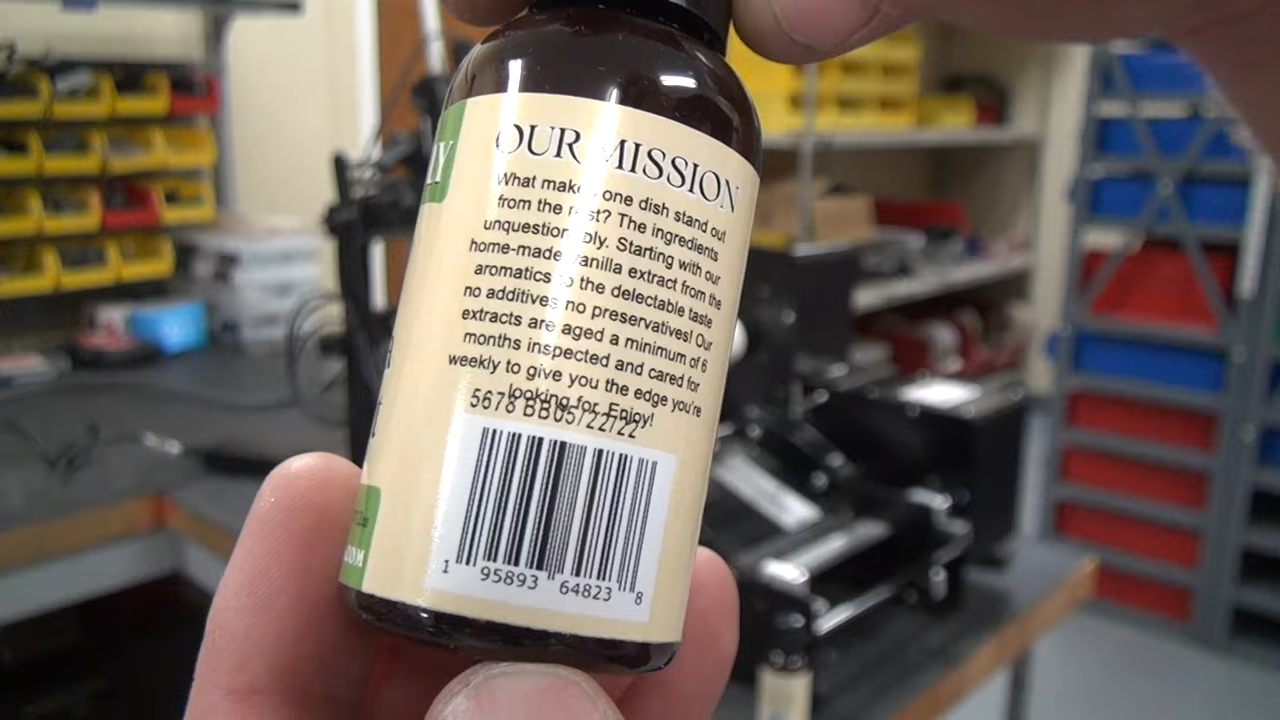 OUR MISSION
What makes one dish stand out
from the rest? The ingredients
unquestionably. Starting with our
home-made vanilla extract from the
aromatics to the delectable taste
no additives no preservatives! Our
extracts are aged a minimum of 6
months inspected and cared for
weekly to give you the edge you're
looking for. Enjoy!
5678 BB05/22/22
1 95893 64823 8